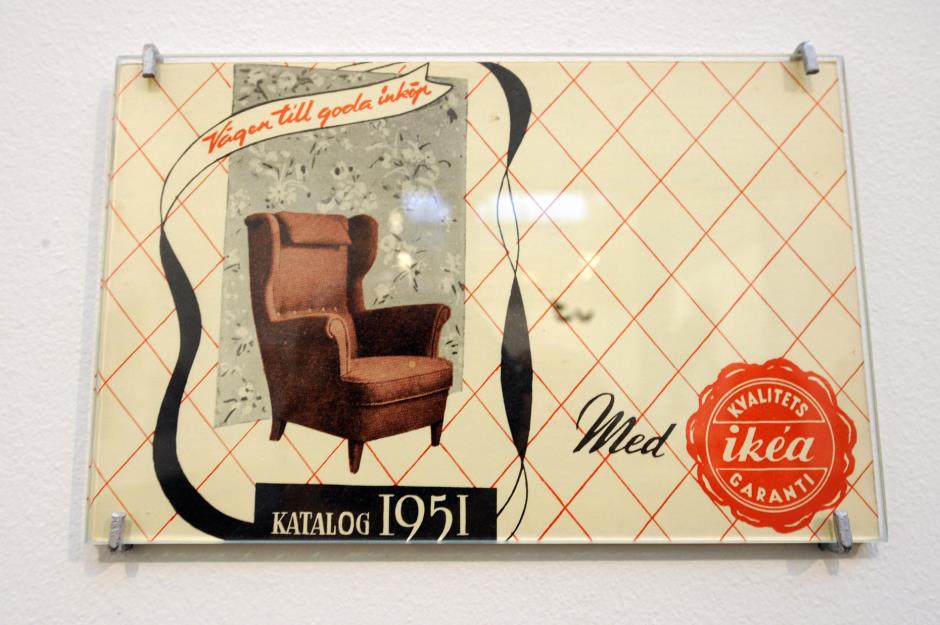 Vägen till goda inköp
KATALOG 1951
Med
KVALITETS
ikéa
GARANTI